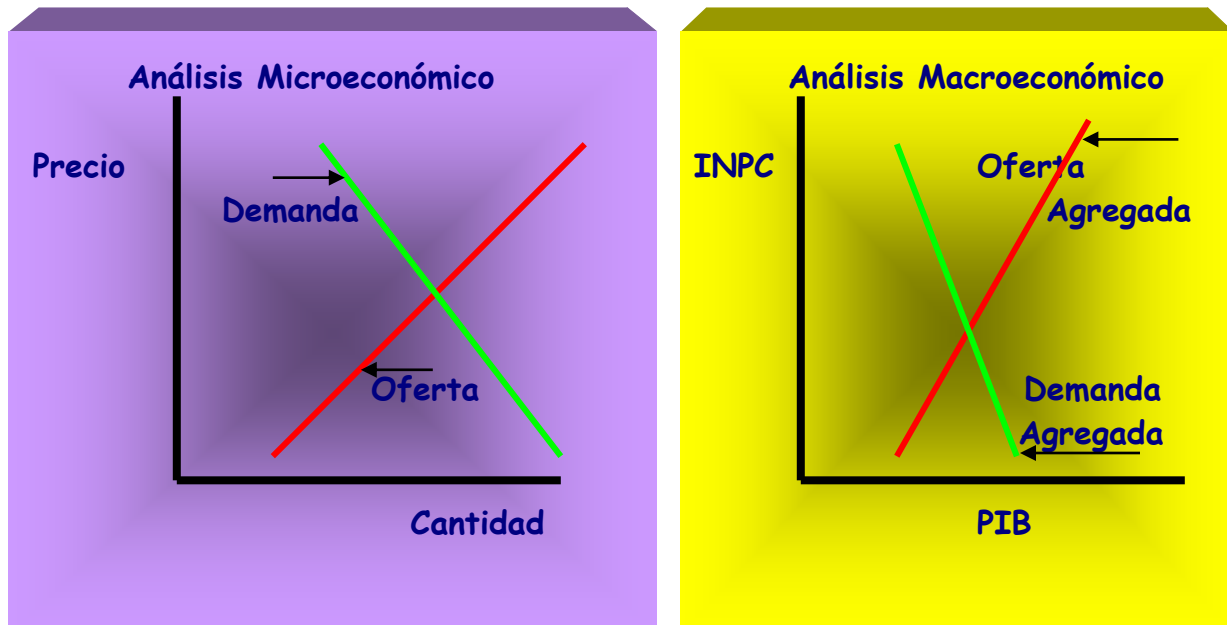 Análisis Microeconómico
Precio
Demanda
Oferta
Cantidad
Análisis Macroeconómico
INPC
Oferta
Agregada
Demanda
Agregada
PIB